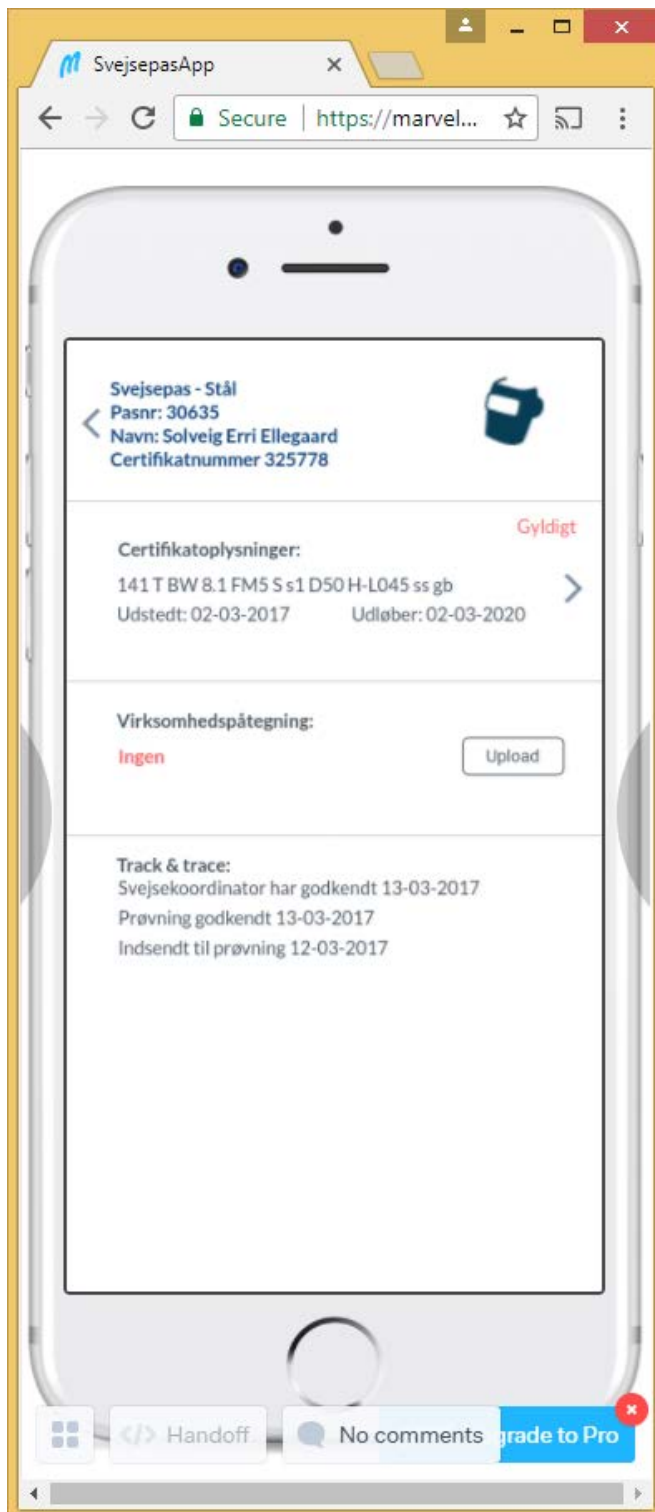 SvejsepasApp
Secure | https://marvel...
Svejsepas - Stål
Pasnr: 30635
Navn: Solveig Erri Ellegaard
Certifikatnummer 325778
Gyldigt
Certifikatoplysninger:
141 T BW 8.1 FM5 S s1 D50 H-L045 ss gb
Udstedt: 02-03-2017 Udløber: 02-03-2020
Virksomhedspåtegning:
Ingen Upload
Track & trace:
Svejsekoordinator har godkendt 13-03-2017
Prøvning godkendt 13-03-2017
Indsendt til prøvning 12-03-2017
</> Handoff No comments grade to Pro